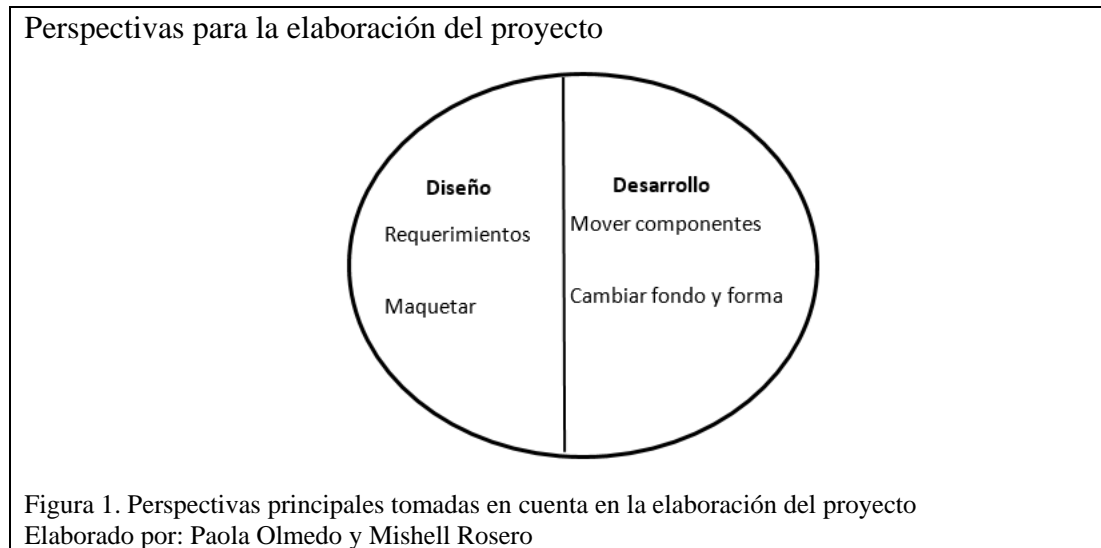 Perspectivas para la elaboración del proyecto
Diseño
Requerimientos
Maquetar
Desarrollo
Mover componentes
Cambiar fondo y forma
Figura 1. Perspectivas principales tomadas en cuenta en la elaboración del proyecto
Elaborado por: Paola Olmedo y Mishell Rosero